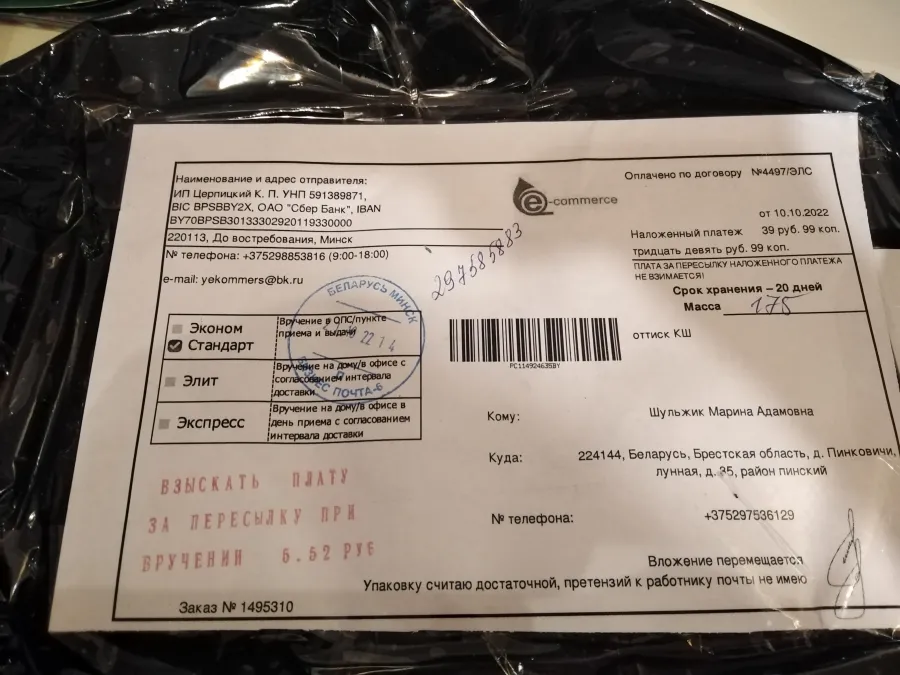 Наименование и адрес отправителя:
ИП Церпицкий К. П. УНП 591389871,
BIC BPSBBY2X, ОАО "Сбер Банк", IBAN
BY70BPSB30133302920119330000
220113, До востребования, Минск
№ телефона: +375298853816 (9:00-18:00)
e-mail: yekommers@bk.ru
e-commerce
297585883
Оплачено по договору №4497/ЭЛС
от 10.10.2022
Наложенный платеж 39 руб. 99 коп.
тридцать девять руб. 99 коп.
ПЛАТА ЗА ПЕРЕСЫЛКУ НАЛОЖЕННОГО ПЛАТЕЖА
НЕ ВЗИМАЕТСЯ!
Срок хранения – 20 дней
Масса 175
оттиск КШ
Эконом
Стандарт
Вручение в ОПС/пункте
приема и выдачи
Элит
Вручение на дому/в офисе с
согласованием интервала
доставки
Экспресс
Вручение на дому/в офисе в
день приема с согласованием
интервала доставки
БЕЛАРУСЬ МИНСК
22 14
ПОЧТА-6
PC114924635BY
Кому: Шульжик Марина Адамовна
Куда: 224144, Беларусь, Брестская область, д. Пинковичи,
лунная, д. 35, район пинский
№ телефона: +375297536129
ВЗЫСКАТЬ ПЛАТУ
ЗА ПЕРЕСЫЛКУ ПРИ
ВРУЧЕНИИ 6.52 РУБ
Вложение перемещается
Упаковку считаю достаточной, претензий к работнику почты не имею
Заказ № 1495310